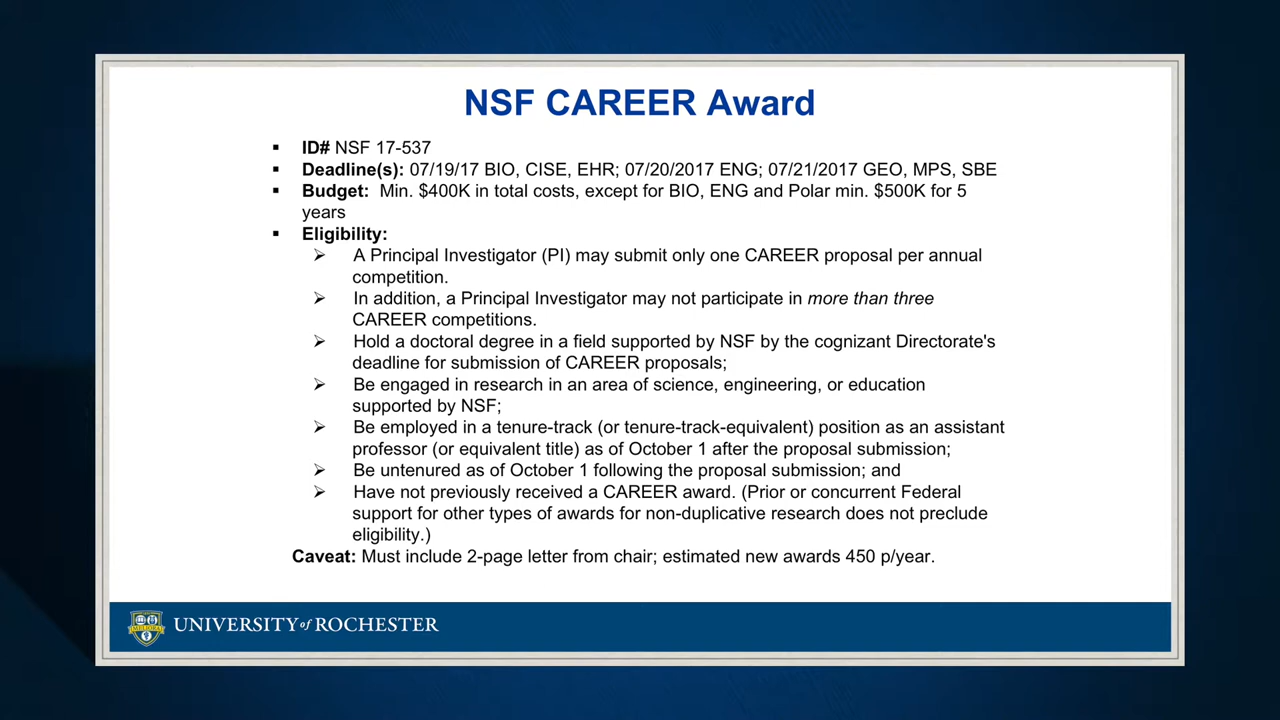 NSF CAREER Award
▪ ID# NSF 17-537
▪ Deadline(s): 07/19/17 BIO, CISE, EHR; 07/20/2017 ENG; 07/21/2017 GEO, MPS, SBE
▪ Budget: Min. $400K in total costs, except for BIO, ENG and Polar min. $500K for 5
years
▪ Eligibility:
➢ A Principal Investigator (PI) may submit only one CAREER proposal per annual
competition.
➢ In addition, a Principal Investigator may not participate in more than three
CAREER competitions.
➢ Hold a doctoral degree in a field supported by NSF by the cognizant Directorate's
deadline for submission of CAREER proposals;
➢ Be engaged in research in an area of science, engineering, or education
supported by NSF;
➢ Be employed in a tenure-track (or tenure-track-equivalent) position as an assistant
professor (or equivalent title) as of October 1 after the proposal submission;
➢ Be untenured as of October 1 following the proposal submission; and
➢ Have not previously received a CAREER award. (Prior or concurrent Federal
support for other types of awards for non-duplicative research does not preclude
eligibility.)
Caveat: Must include 2-page letter from chair; estimated new awards 450 p/year.
MELIORA
UNIVERSITY of ROCHESTER